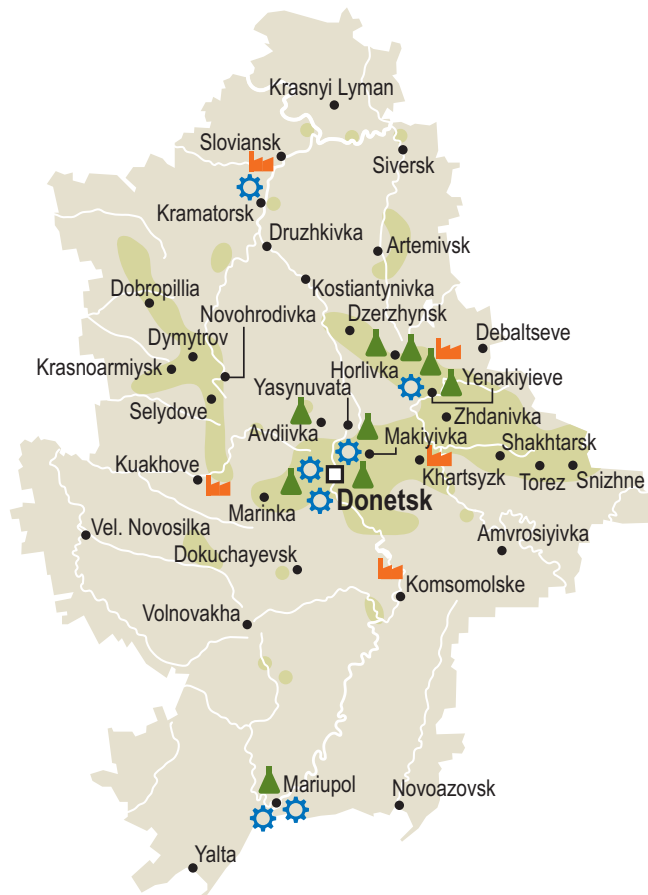 Krasnyi Lyman
Sloviansk
Siversk
Kramatorsk
Druzhkivka
Artemivsk
Kostiantynivka
Dobropillia
Novohrodivka
Dzerzhynsk
Dymytrov
Debaltseve
Krasnoarmiysk
Horlivka
Yenakiyieve
Yasynuvata
Selydove
Zhdanivka
Avdiivka
Makiyivka
Shakhtarsk
Kuakhove
Khartsyzk
Torez
Snizhne
Marinka
Donetsk
Vel. Novosilka
Amvrosiyivka
Dokuchayevsk
Komsomolske
Volnovakha
Mariupol
Novoazovsk
Yalta